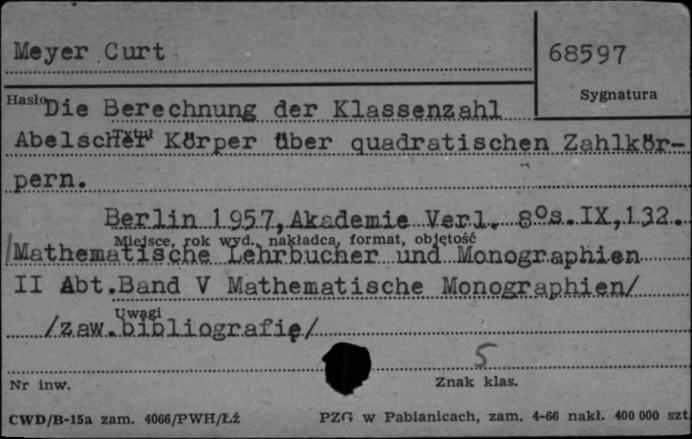 Meyer Curt
68597
Sygnatura
Hasło
Die Berechnung der Klassenzahl
Tytuł
Abelscher Körper über quadratischen Zahlkör-
pern.
Berlin 1957, Akademie Verl. 8°s. IX, 132.
Miejsce, rok wyd., nakładca, format, objętość
/Mathematische Lehrbücher und Monographien
II Abt. Band V Mathematische Monographien/
Uwagi
/zaw. bibliografię/
5
Nr inw.
Znak klas.
CWD/B-15a zam. 4066/PWH/Łź
PZG w Pabianicach, zam. 4-66 nakł. 400 000 szt.